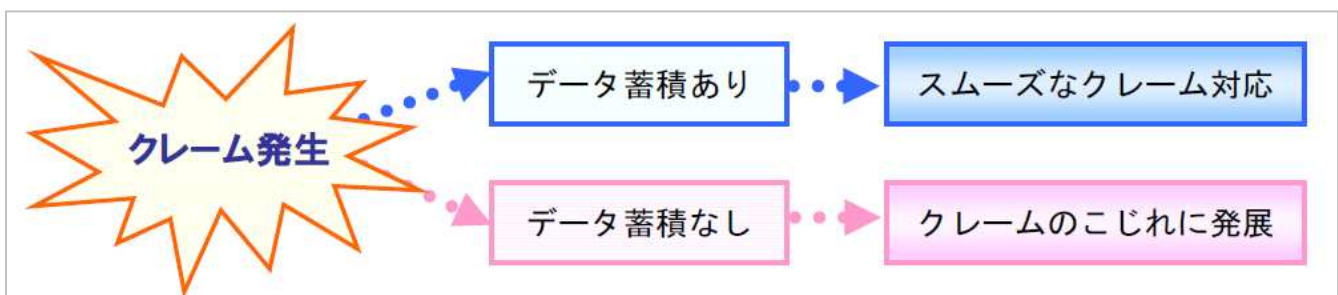 クレーム発生
データ蓄積あり
スムーズなクレーム対応
データ蓄積なし
クレームのこじれに発展